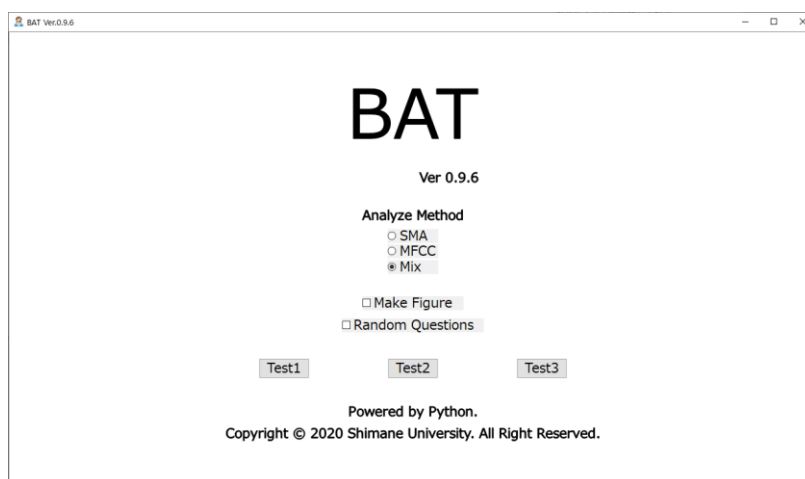 BAT Ver.0.9.6
BAT
Ver 0.9.6
Analyze Method
SMA
MFCC
Mix
Make Figure
Random Questions
Test1 Test2 Test3
Powered by Python.
Copyright © 2020 Shimane University. All Right Reserved.